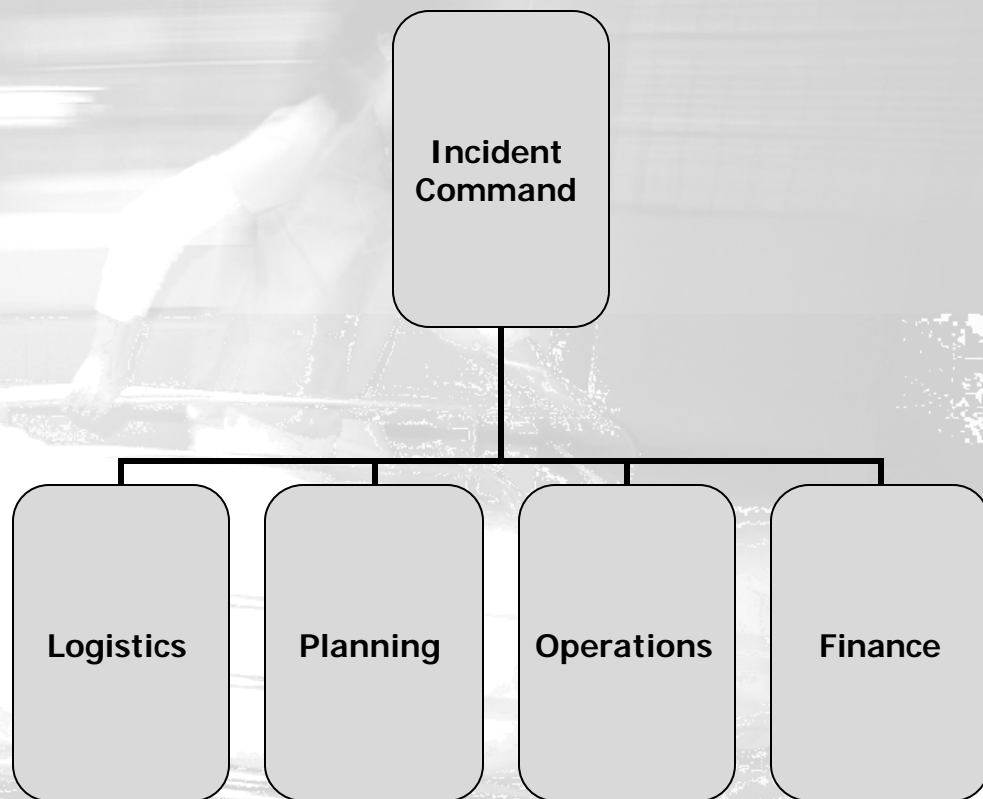 Incident
Command
Logistics
Planning
Operations
Finance